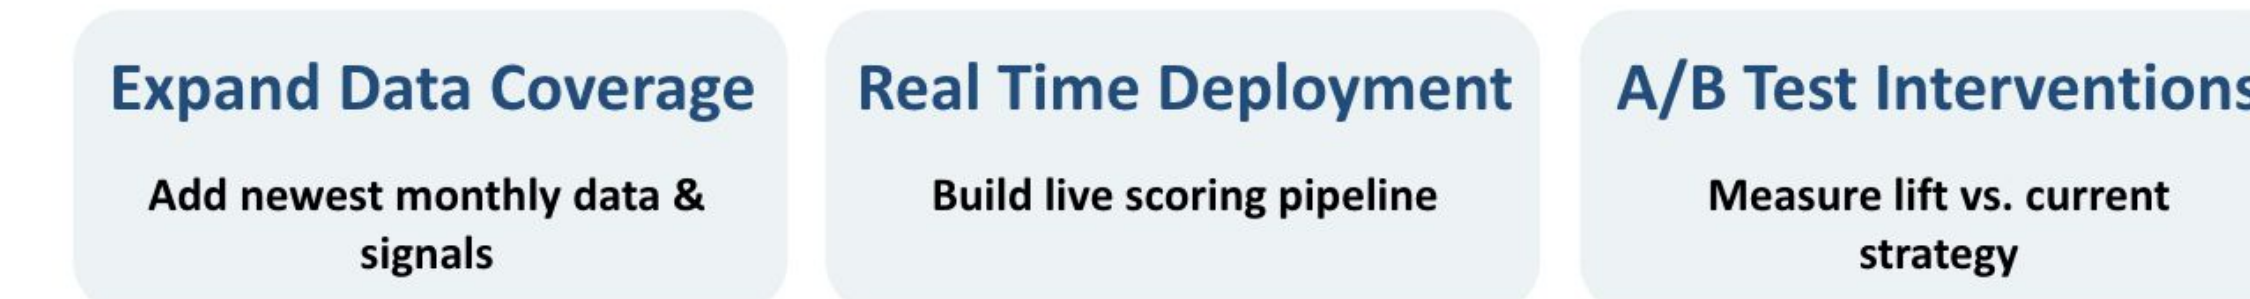 Expand Data Coverage
Add newest monthly data &
signals
Real Time Deployment
Build live scoring pipeline
A/B Test Interventions
Measure lift vs. current
strategy